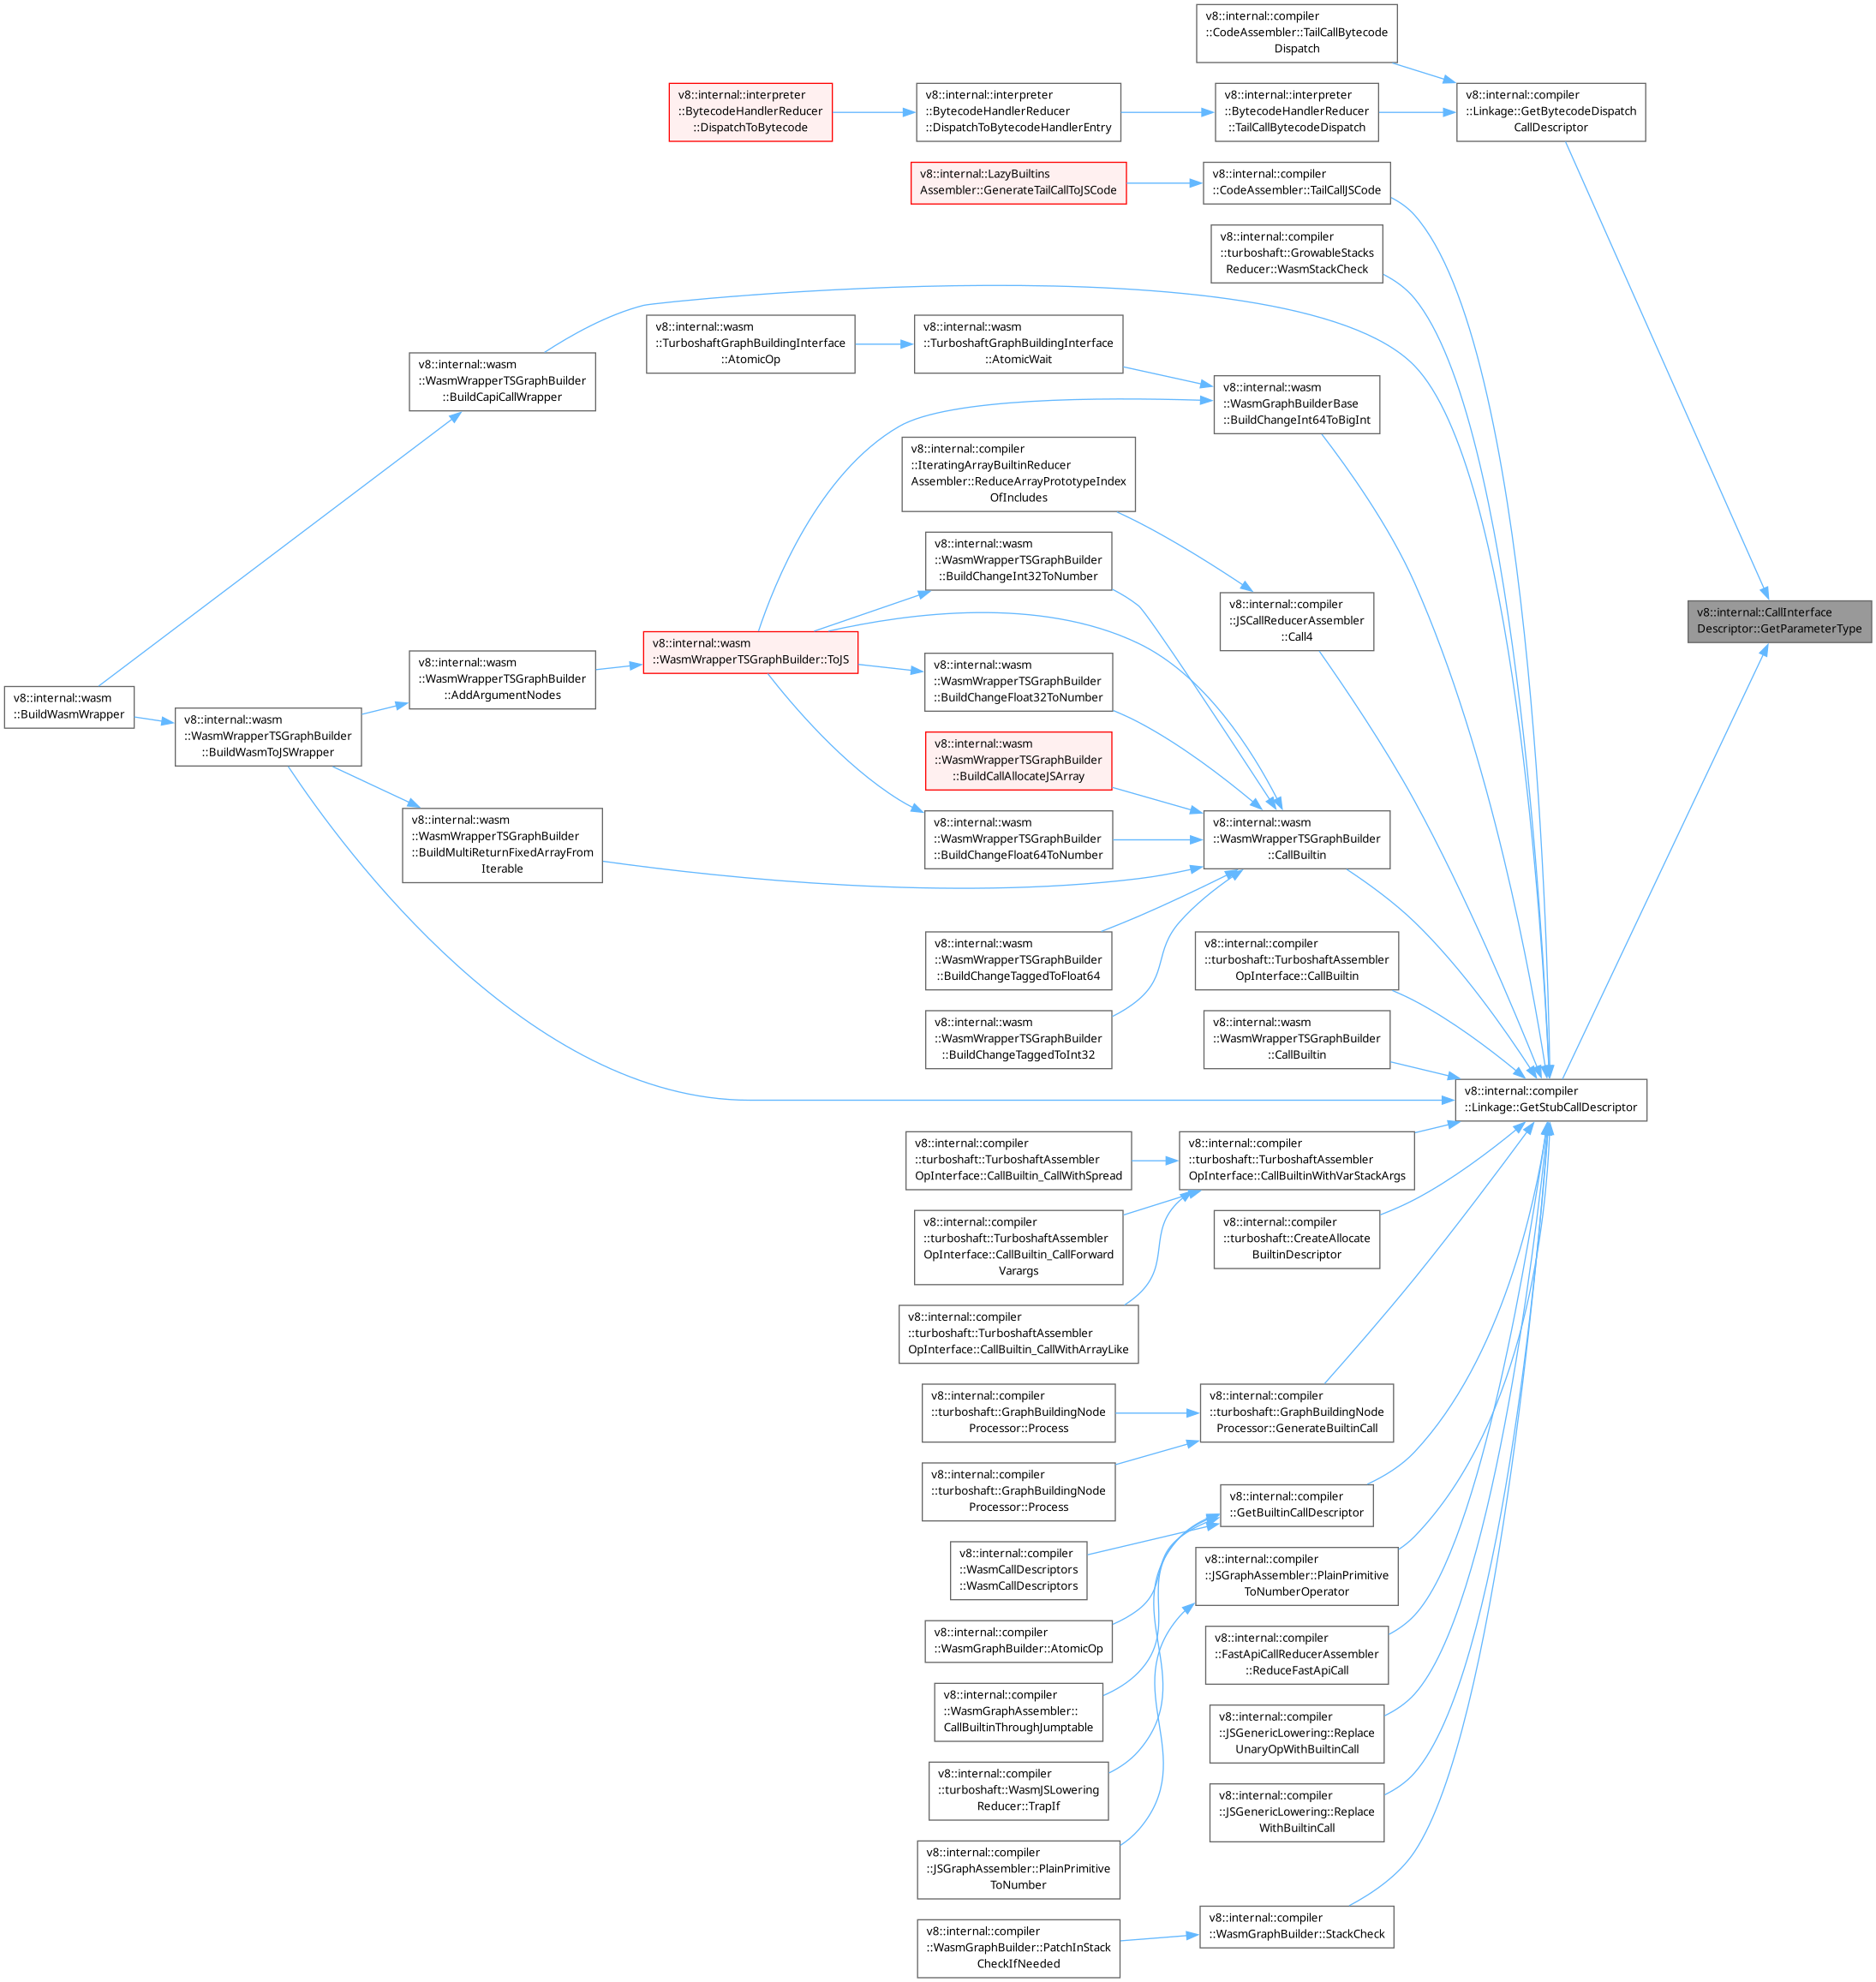 v8::internal::compiler
::CodeAssembler::TailCallBytecode
Dispatch
v8::internal::interpreter
::BytecodeHandlerReducer
::DispatchToBytecode
v8::internal::interpreter
::BytecodeHandlerReducer
::DispatchToBytecodeHandlerEntry
v8::internal::interpreter
::BytecodeHandlerReducer
::TailCallBytecodeDispatch
v8::internal::compiler
::Linkage::GetBytecodeDispatch
CallDescriptor
v8::internal::LazyBuiltins
Assembler::GenerateTailCallToJSCode
v8::internal::compiler
::CodeAssembler::TailCallJSCode
v8::internal::compiler
::turboshaft::GrowableStacks
Reducer::WasmStackCheck
v8::internal::wasm
::TurboshaftGraphBuildingInterface
::AtomicOp
v8::internal::wasm
::TurboshaftGraphBuildingInterface
::AtomicWait
v8::internal::wasm
::WasmWrapperTSGraphBuilder
::BuildCapiCallWrapper
v8::internal::wasm
::WasmGraphBuilderBase
::BuildChangeInt64ToBigInt
v8::internal::compiler
::IteratingArrayBuiltinReducer
Assembler::ReduceArrayPrototypeIndex
OfIncludes
v8::internal::wasm
::WasmWrapperTSGraphBuilder
::BuildChangeInt32ToNumber
v8::internal::compiler
::JSCallReducerAssembler
::Call4
v8::internal::CallInterface
Descriptor::GetParameterType
v8::internal::wasm
::WasmWrapperTSGraphBuilder::ToJS
v8::internal::wasm
::WasmWrapperTSGraphBuilder
::AddArgumentNodes
v8::internal::wasm
::WasmWrapperTSGraphBuilder
::BuildChangeFloat32ToNumber
v8::internal::wasm
::BuildWasmWrapper
v8::internal::wasm
::WasmWrapperTSGraphBuilder
::BuildWasmToJSWrapper
v8::internal::wasm
::WasmWrapperTSGraphBuilder
::BuildCallAllocateJSArray
v8::internal::wasm
::WasmWrapperTSGraphBuilder
::BuildMultiReturnFixedArrayFrom
Iterable
v8::internal::wasm
::WasmWrapperTSGraphBuilder
::BuildChangeFloat64ToNumber
v8::internal::wasm
::WasmWrapperTSGraphBuilder
::CallBuiltin
v8::internal::wasm
::WasmWrapperTSGraphBuilder
::BuildChangeTaggedToFloat64
v8::internal::compiler
::turboshaft::TurboshaftAssembler
OpInterface::CallBuiltin
v8::internal::wasm
::WasmWrapperTSGraphBuilder
::BuildChangeTaggedToInt32
v8::internal::wasm
::WasmWrapperTSGraphBuilder
::CallBuiltin
v8::internal::compiler
::Linkage::GetStubCallDescriptor
v8::internal::compiler
::turboshaft::TurboshaftAssembler
OpInterface::CallBuiltin_CallWithSpread
v8::internal::compiler
::turboshaft::TurboshaftAssembler
OpInterface::CallBuiltinWithVarStackArgs
v8::internal::compiler
::turboshaft::TurboshaftAssembler
OpInterface::CallBuiltin_CallForward
Varargs
v8::internal::compiler
::turboshaft::CreateAllocate
BuiltinDescriptor
v8::internal::compiler
::turboshaft::TurboshaftAssembler
OpInterface::CallBuiltin_CallWithArrayLike
v8::internal::compiler
::turboshaft::GraphBuildingNode
Processor::Process
v8::internal::compiler
::turboshaft::GraphBuildingNode
Processor::GenerateBuiltinCall
v8::internal::compiler
::turboshaft::GraphBuildingNode
Processor::Process
v8::internal::compiler
::GetBuiltinCallDescriptor
v8::internal::compiler
::WasmCallDescriptors
::WasmCallDescriptors
v8::internal::compiler
::JSGraphAssembler::PlainPrimitive
ToNumberOperator
v8::internal::compiler
::WasmGraphBuilder::AtomicOp
v8::internal::compiler
::FastApiCallReducerAssembler
::ReduceFastApiCall
v8::internal::compiler
::WasmGraphAssembler::
CallBuiltinThroughJumptable
v8::internal::compiler
::JSGenericLowering::Replace
UnaryOpWithBuiltinCall
v8::internal::compiler
::turboshaft::WasmJSLowering
Reducer::TrapIf
v8::internal::compiler
::JSGenericLowering::Replace
WithBuiltinCall
v8::internal::compiler
::JSGraphAssembler::PlainPrimitive
ToNumber
v8::internal::compiler
::WasmGraphBuilder::StackCheck
v8::internal::compiler
::WasmGraphBuilder::PatchInStack
CheckIfNeeded